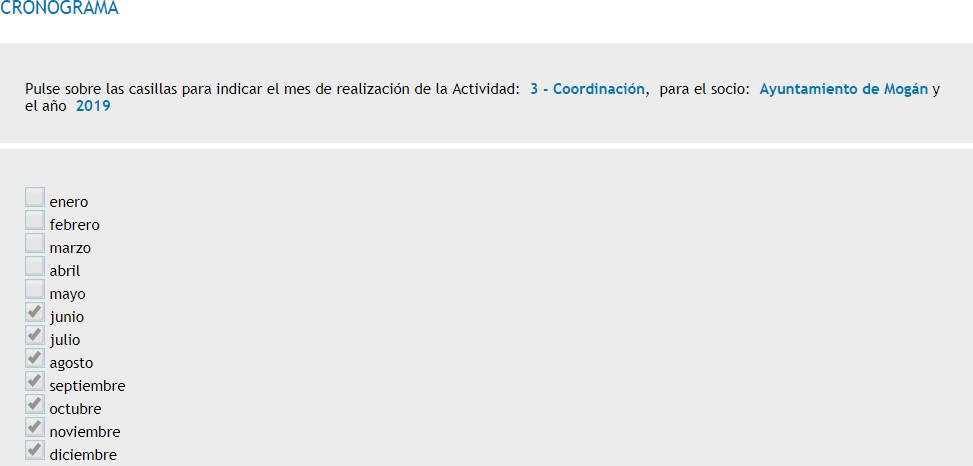 CRONOGRAMA
Pulse sobre las casillas para indicar el mes de realización de la Actividad: 3 - Coordinación, para el socio: Ayuntamiento de Mogán y
el año 2019
enero
febrero
marzo
abril
mayo
junio
julio
agosto
septiembre
octubre
noviembre
diciembre